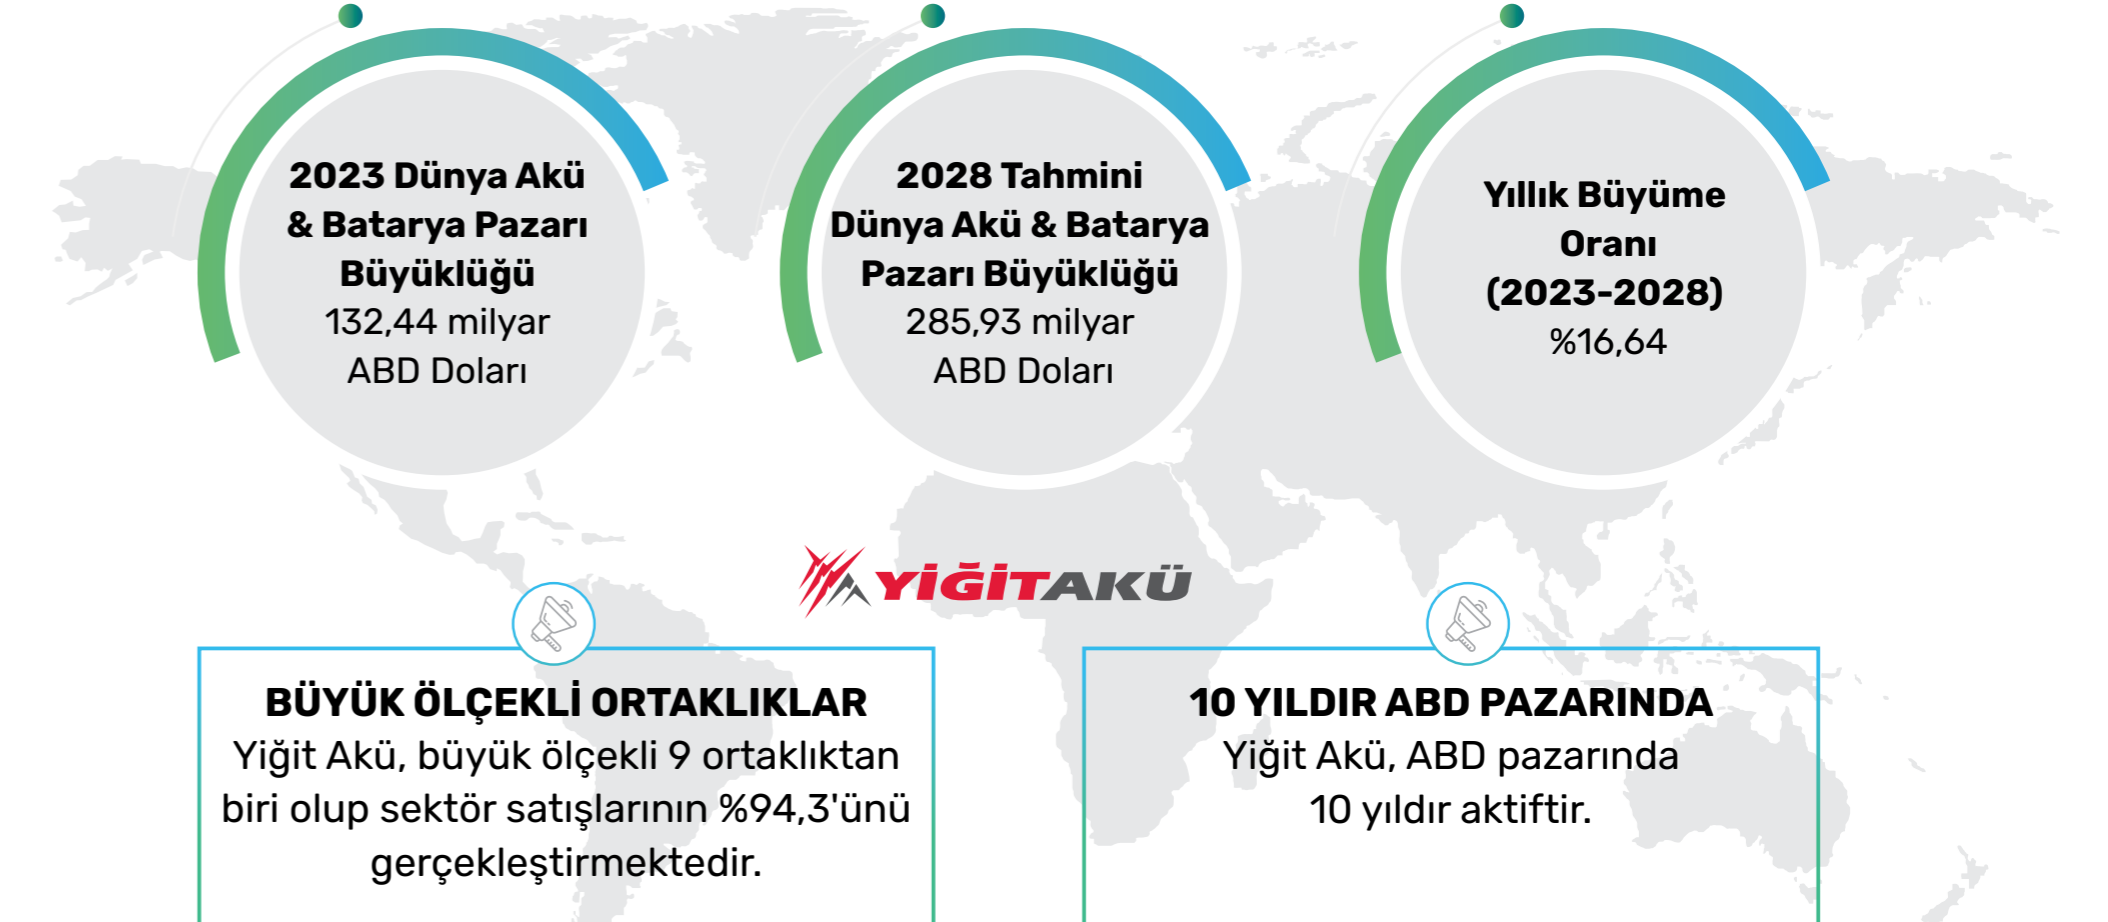 2023 Dünya Akü
& Batarya Pazarı
Büyüklüğü
132,44 milyar
ABD Doları
2028 Tahmini
Dünya Akü & Batarya
Pazarı Büyüklüğü
285,93 milyar
ABD Doları
Yıllık Büyüme
Oranı
(2023-2028)
%16,64
YİĞİTAKÜ
BÜYÜK ÖLÇEKLİ ORTAKLIKLAR
Yiğit Akü, büyük ölçekli 9 ortaklıktan
biri olup sektör satışlarının %94,3'ünü
gerçekleştirmektedir.
10 YILDIR ABD PAZARINDA
Yiğit Akü, ABD pazarında
10 yıldır aktiftir.